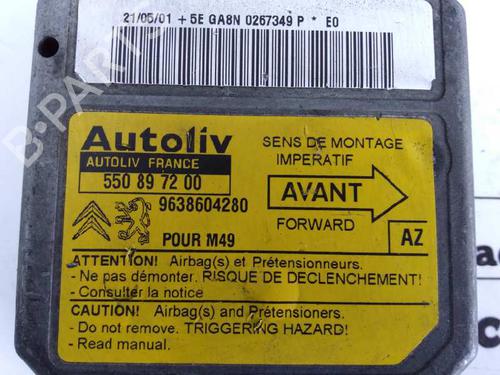 21/05/01 + 5E GA8N 0267349 P * E0
Autoliv
AUTOLIV FRANCE
550 89 72 00
9638604280
POUR M49
SENS DE MONTAGE
IMPERATIF
AVANT
FORWARD
AZ
ATTENTION! Airbag(s) et Prétensionneurs.
- Ne pas démonter. RISQUE DE DECLENCHEMENT!
- Consulter la notice
CAUTION! Airbag(s) and Pretensioners.
- Do not remove. TRIGGERING HAZARD!
- Read manual.
B-PARTS